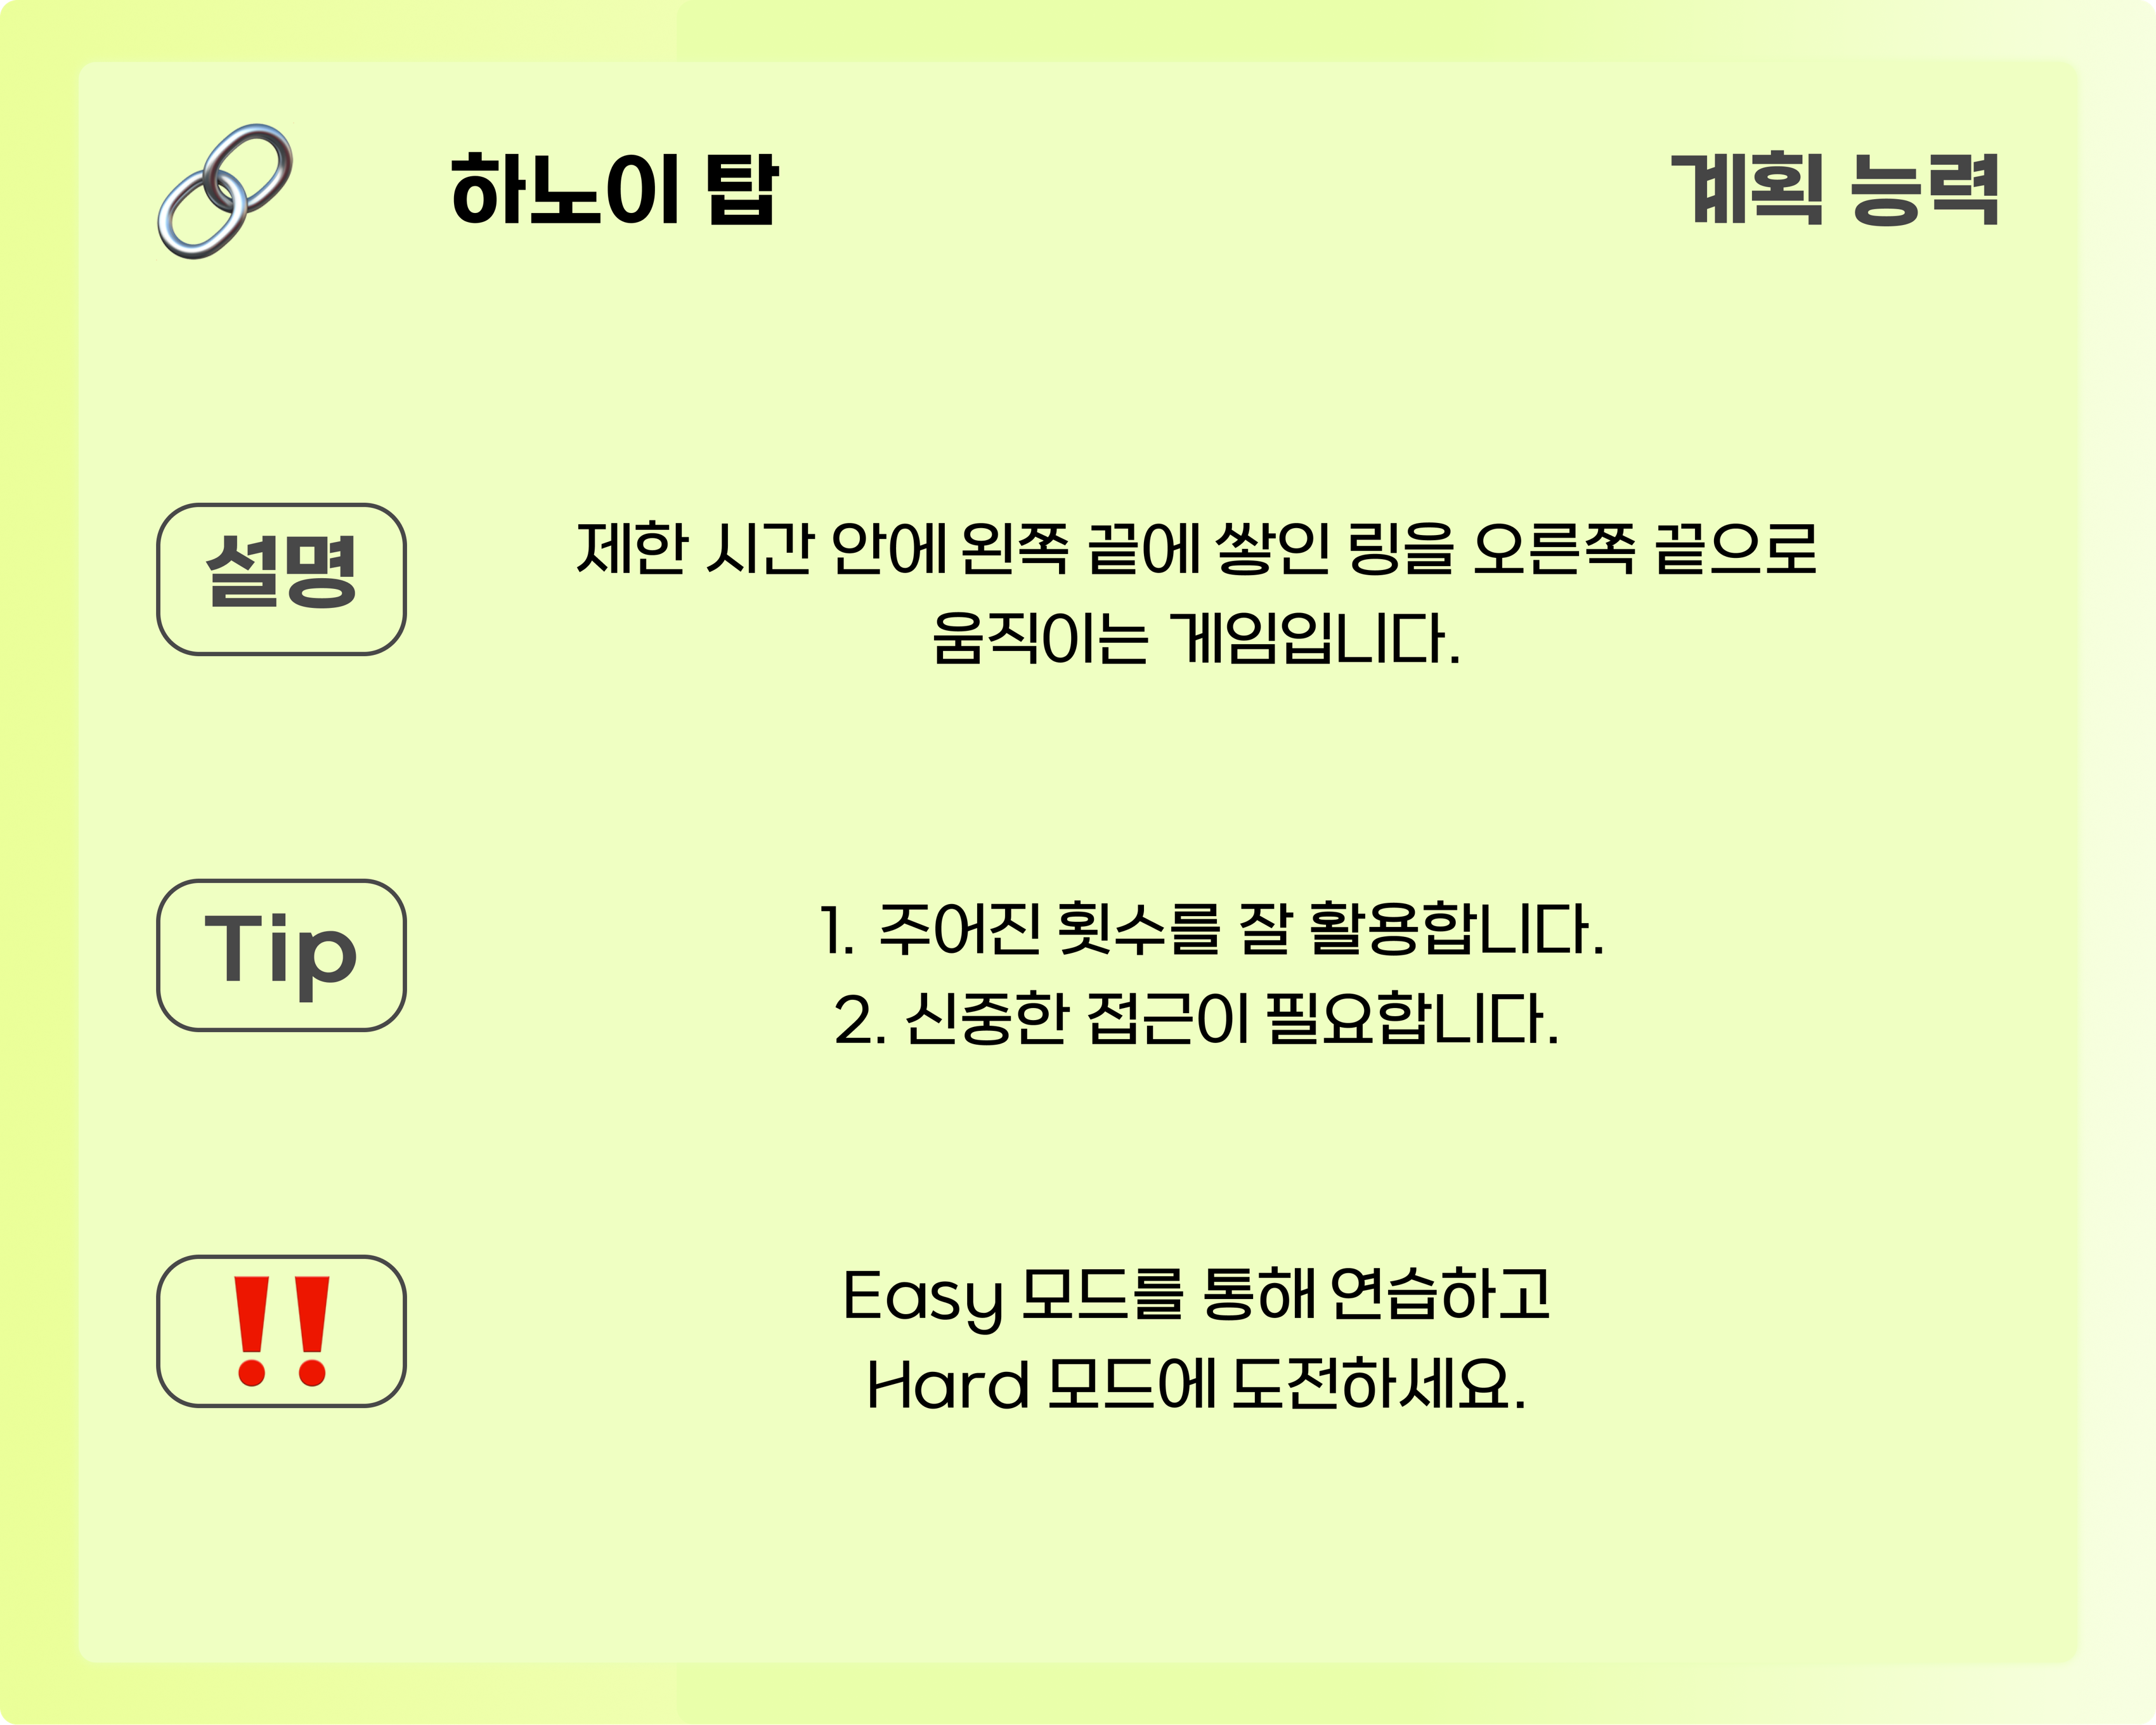 하노이 탑
계획 능력
설명
제한 시간 안에 왼쪽 끝에 쌓인 링을 오른쪽 끝으로
움직이는 게임입니다.
Tip
1. 주어진 횟수를 잘 활용합니다.
2. 신중한 접근이 필요합니다.
‼
Easy 모드를 통해 연습하고
Hard 모드에 도전하세요.